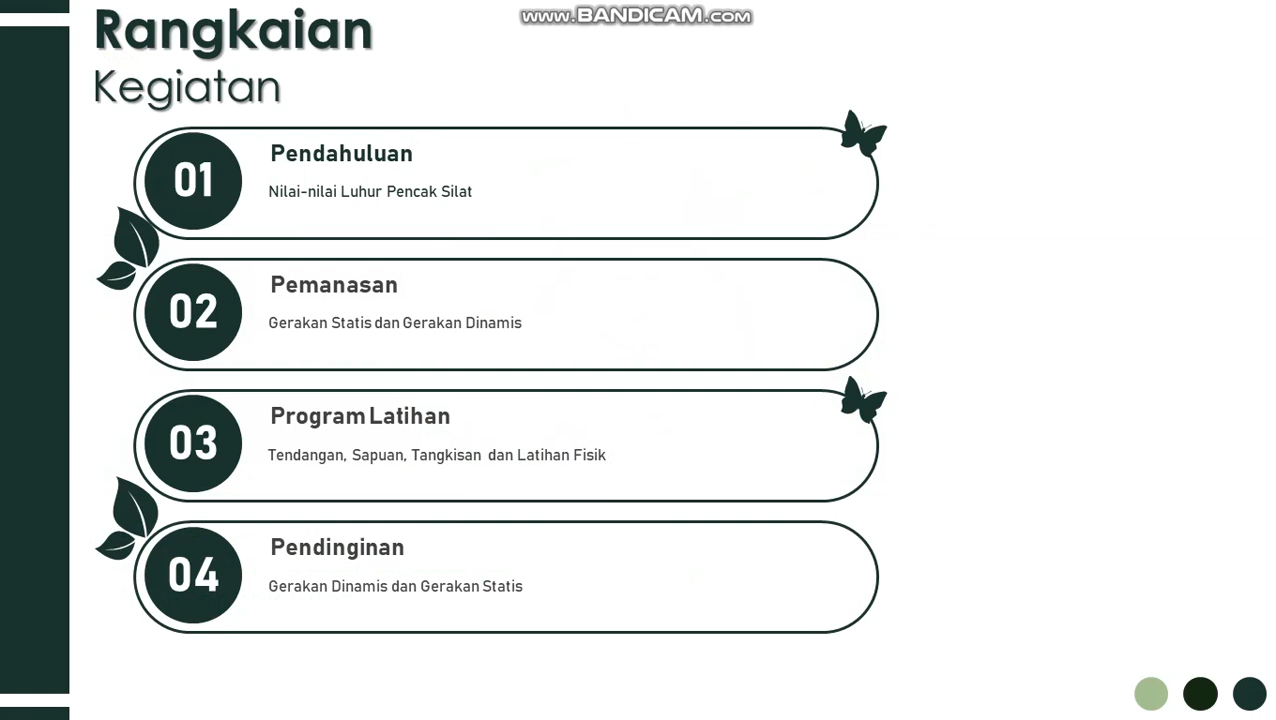 www.BANDICAM.com
Rangkaian
Kegiatan
01
Pendahuluan
Nilai-nilai Luhur Pencak Silat
02
Pemanasan
Gerakan Statis dan Gerakan Dinamis
03
Program Latihan
Tendangan, Sapuan, Tangkisan dan Latihan Fisik
04
Pendinginan
Gerakan Dinamis dan Gerakan Statis